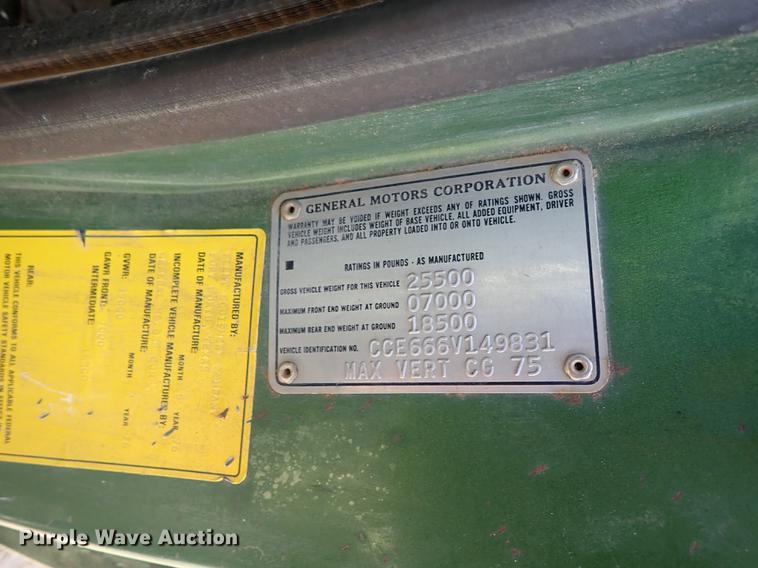 GENERAL MOTORS CORPORATION
WARRANTY MAY BE VOIDED IF WEIGHT EXCEEDS ANY OF RATINGS SHOWN. GROSS
VEHICLE WEIGHT INCLUDES WEIGHT OF BASE VEHICLE, ALL ADDED EQUIPMENT, DRIVER
AND PASSENGERS, AND ALL PROPERTY LOADED INTO OR ONTO VEHICLE.
RATINGS IN POUNDS - AS MANUFACTURED
GROSS VEHICLE WEIGHT FOR THIS VEHICLE 25500
MAXIMUM FRONT END WEIGHT AT GROUND 07000
MAXIMUM REAR END WEIGHT AT GROUND 18500
VEHICLE IDENTIFICATION NO. CCE666V149831
MAX VERT CG 75
MANUFACTURED BY:
DATE OF MANUFACTURE: MONTH YEAR
INCOMPLETE VEHICLE MANUFACTURED BY:
DATE OF MANUFACTURE: MONTH YEAR
GVWR:
GAWR FRONT:
INTERMEDIATE:
REAR:
THIS VEHICLE CONFORMS TO ALL APPLICABLE FEDERAL
MOTOR VEHICLE SAFETY STANDARDS
Purple Wave Auction